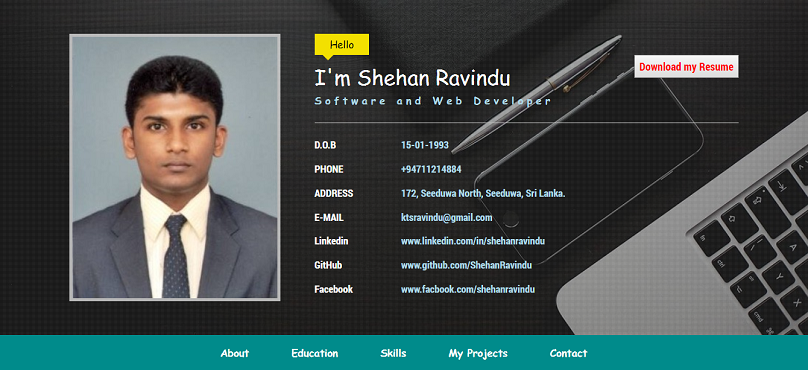 Hello
I'm Shehan Ravindu
Download my Resume
Software and Web Developer
D.O.B 15-01-1993
PHONE +94711214884
ADDRESS 172, Seeduwa North, Seeduwa, Sri Lanka.
E-MAIL ktsravindu@gmail.com
Linkedin www.linkedin.com/in/shehanravindu
GitHub www.github.com/ShehanRavindu
Facebook www.facbook.com/shehanravindu
About Education Skills My Projects Contact